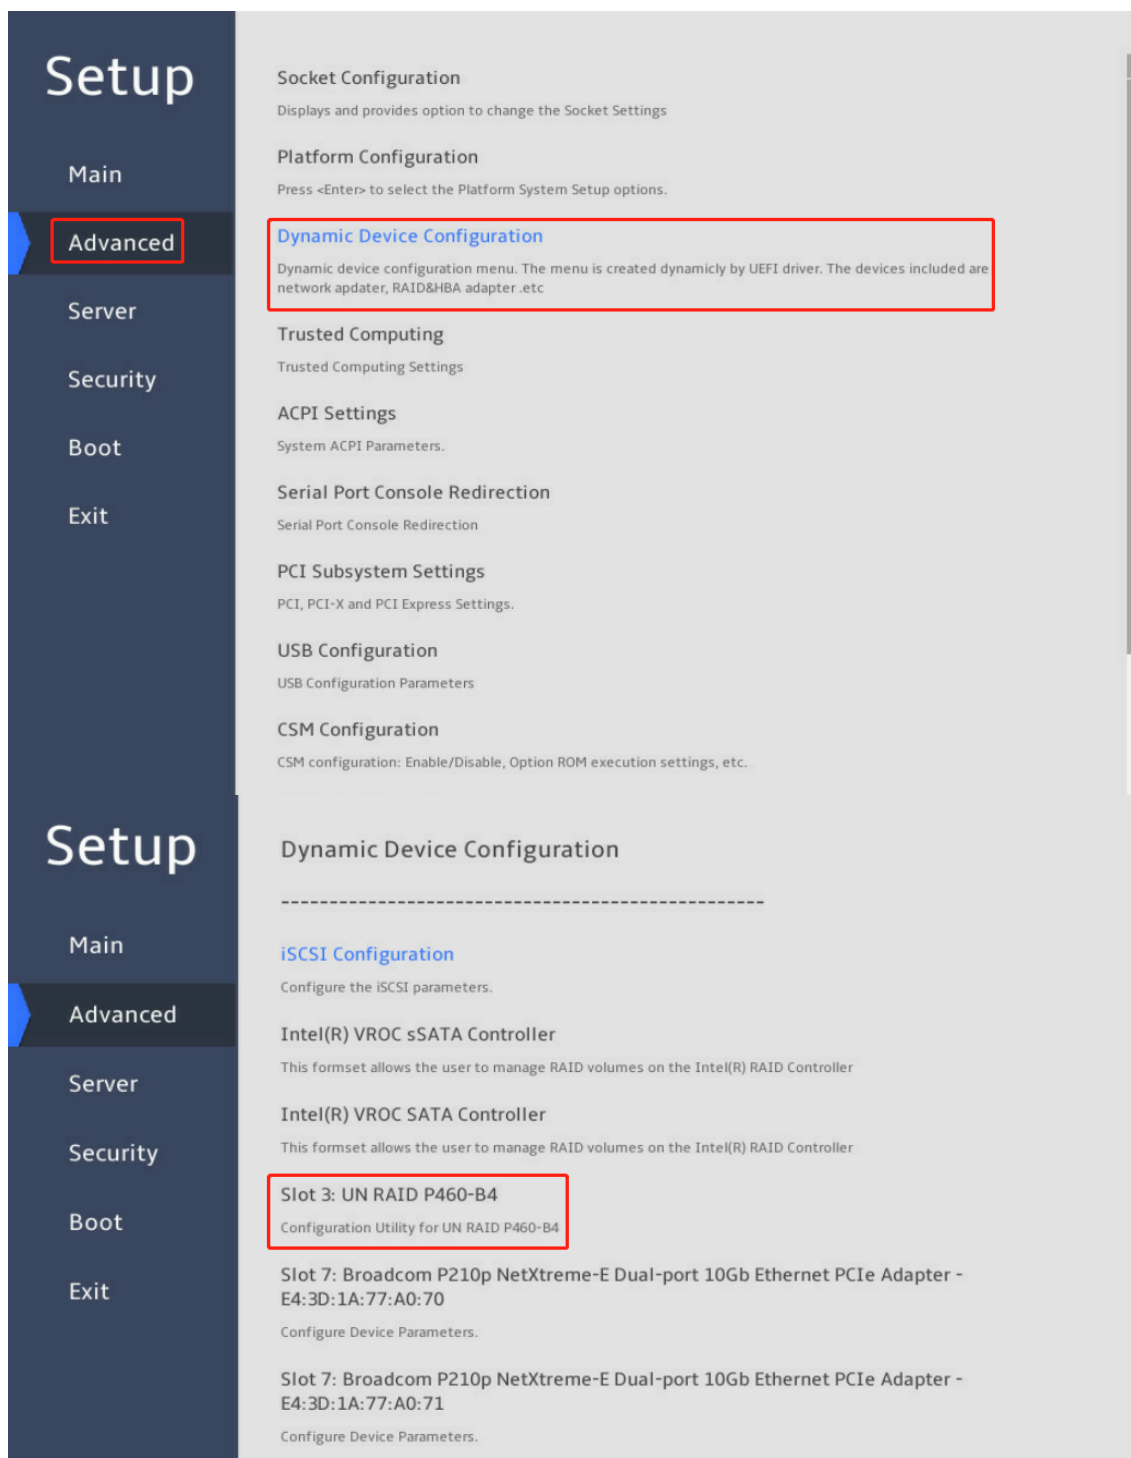 Setup
Main
Advanced
Server
Security
Boot
Exit
Socket Configuration
Displays and provides option to change the Socket Settings
Platform Configuration
Press <Enter> to select the Platform System Setup options.
Dynamic Device Configuration
Dynamic device configuration menu. The menu is created dynamicly by UEFI driver. The devices included are
network apdater, RAID&HBA adapter .etc
Trusted Computing
Trusted Computing Settings
ACPI Settings
System ACPI Parameters.
Serial Port Console Redirection
Serial Port Console Redirection
PCI Subsystem Settings
PCI, PCI-X and PCI Express Settings.
USB Configuration
USB Configuration Parameters
CSM Configuration
CSM configuration: Enable/Disable, Option ROM execution settings, etc.
Setup
Main
Advanced
Server
Security
Boot
Exit
Dynamic Device Configuration
--------------------------------------------------
iSCSI Configuration
Configure the iSCSI parameters.
Intel(R) VROC sSATA Controller
This formset allows the user to manage RAID volumes on the Intel(R) RAID Controller
Intel(R) VROC SATA Controller
This formset allows the user to manage RAID volumes on the Intel(R) RAID Controller
Slot 3: UN RAID P460-B4
Configuration Utility for UN RAID P460-B4
Slot 7: Broadcom P210p NetXtreme-E Dual-port 10Gb Ethernet PCIe Adapter -
E4:3D:1A:77:A0:70
Configure Device Parameters.
Slot 7: Broadcom P210p NetXtreme-E Dual-port 10Gb Ethernet PCIe Adapter -
E4:3D:1A:77:A0:71
Configure Device Parameters.